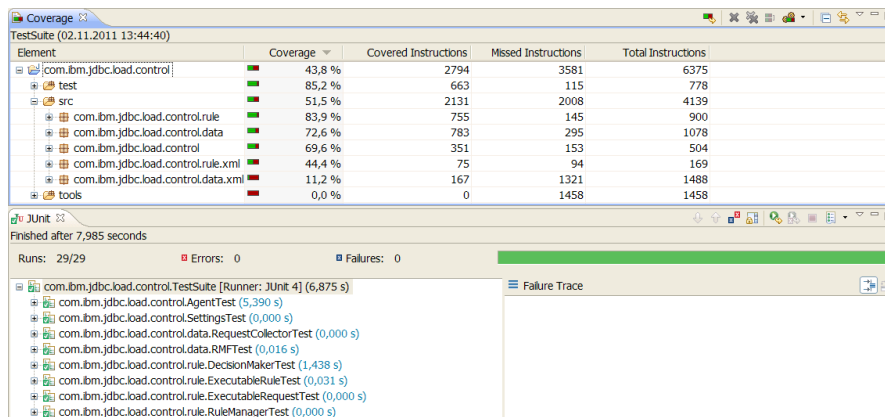 Coverage
TestSuite (02.11.2011 13:44:40)
Element Coverage Covered Instructions Missed Instructions Total Instructions
com.ibm.jdbc.load.control 43,8 % 2794 3581 6375
test 85,2 % 663 115 778
src 51,5 % 2131 2008 4139
com.ibm.jdbc.load.control.rule 83,9 % 755 145 900
com.ibm.jdbc.load.control.data 72,6 % 783 295 1078
com.ibm.jdbc.load.control 69,6 % 351 153 504
com.ibm.jdbc.load.control.rule.xml 44,4 % 75 94 169
com.ibm.jdbc.load.control.data.xml 11,2 % 167 1321 1488
tools 0,0 % 0 1458 1458
JUnit
Finished after 7,985 seconds
Runs: 29/29 Errors: 0 Failures: 0
com.ibm.jdbc.load.control.TestSuite [Runner: JUnit 4] (6,875 s) Failure Trace
com.ibm.jdbc.load.control.AgentTest (5,390 s)
com.ibm.jdbc.load.control.SettingsTest (0,000 s)
com.ibm.jdbc.load.control.data.RequestCollectorTest (0,000 s)
com.ibm.jdbc.load.control.data.RMFTest (0,016 s)
com.ibm.jdbc.load.control.rule.DecisionMakerTest (1,438 s)
com.ibm.jdbc.load.control.rule.ExecutableRuleTest (0,031 s)
com.ibm.jdbc.load.control.rule.ExecutableRequestTest (0,000 s)
com.ibm.jdbc.load.control.rule.RuleManagerTest (0,000 s)